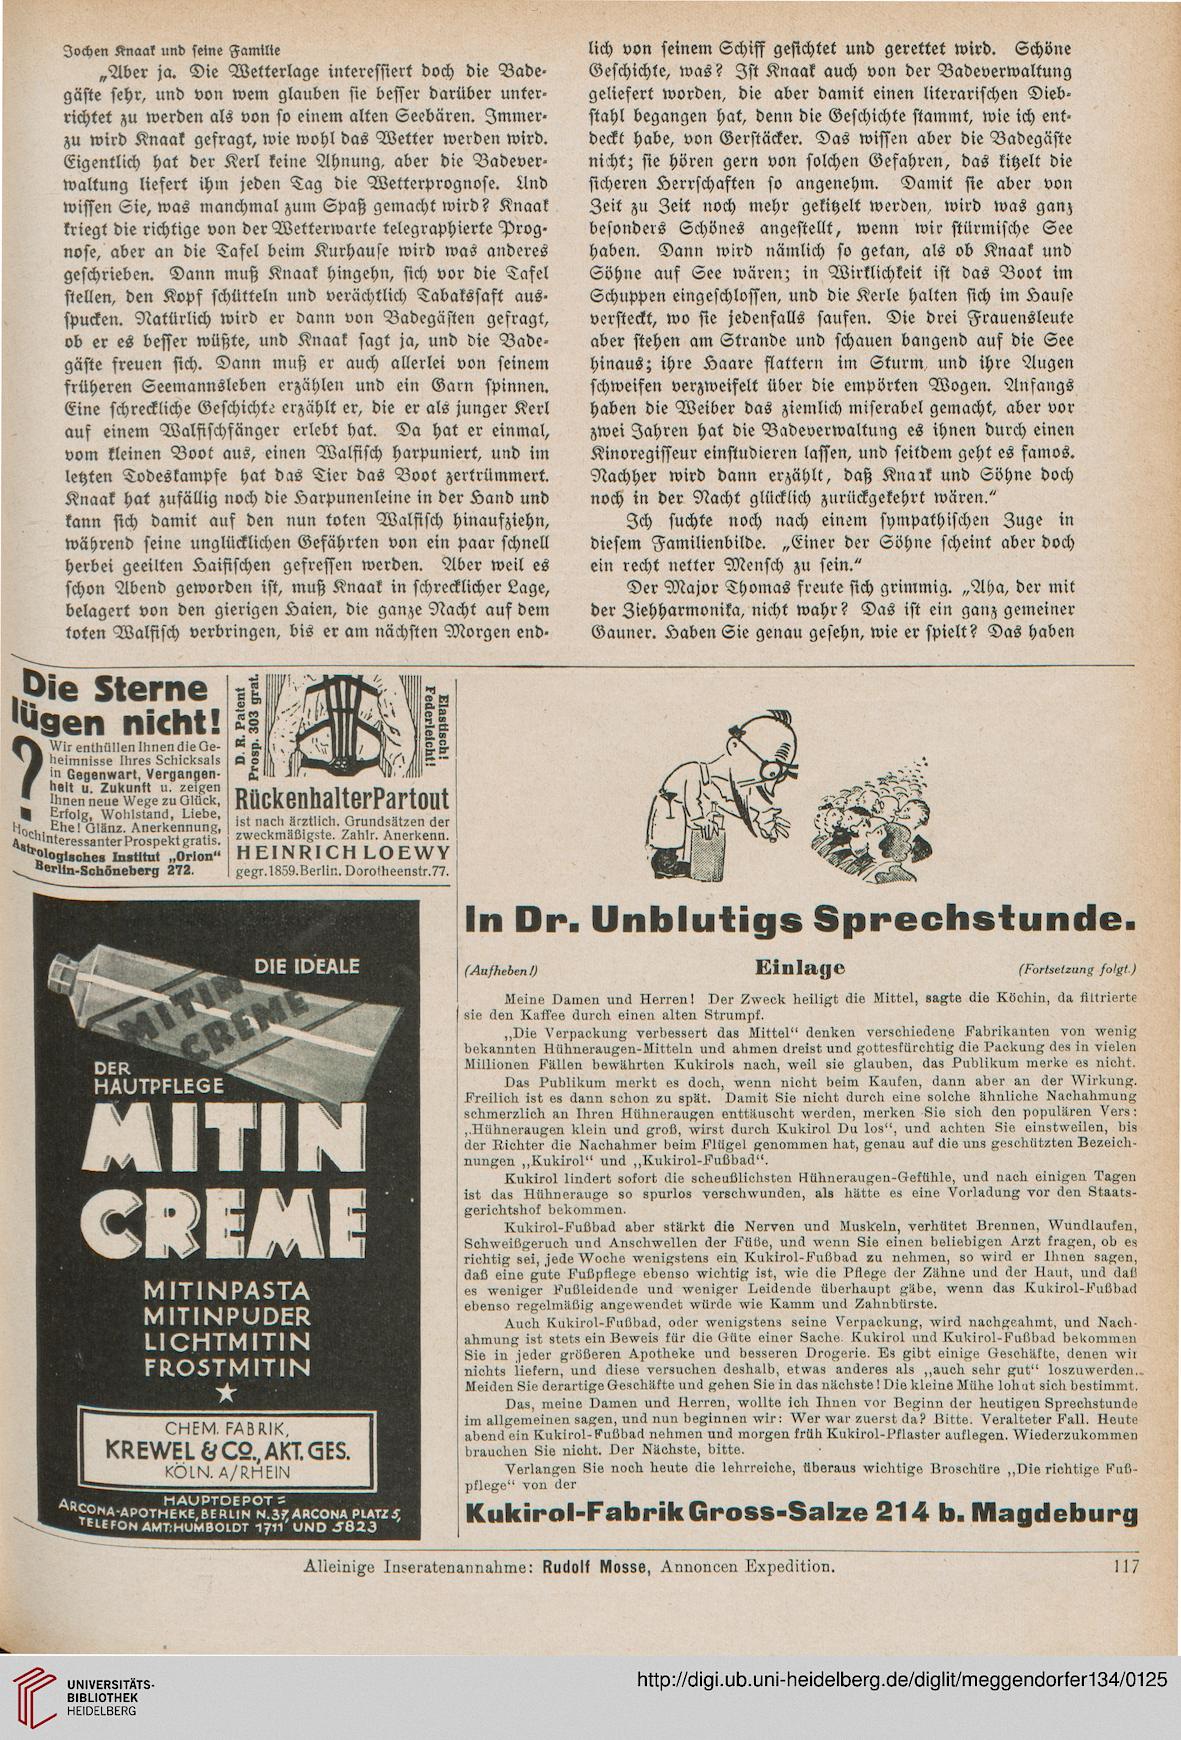 Jochen Knaak und seine Familie
„Aber ja. Die Wetterlage interessiert doch die Bade-
gäste sehr, und von wem glauben sie besser darüber unter-
richtet zu werden als von so einem alten Seebären. Immer-
zu wird Knaak gefragt, wie wohl das Wetter werden wird.
Eigentlich hat der Kerl keine Ahnung, aber die Badever-
waltung liefert ihm jeden Tag die Wetterprognose. Und
wissen Sie, was manchmal zum Spaß gemacht wird? Knaak
kriegt die richtige von der Wetterwarte telegraphierte Prog-
nose, aber an die Tafel beim Kurhause wird was anderes
geschrieben. Dann muß Knaak hingehn, sich vor die Tafel
stellen, den Kopf schütteln und verächtlich Tabakssaft aus-
spucken. Natürlich wird er dann von Badegästen gefragt,
ob er es besser wüßte, und Knaak sagt ja, und die Bade-
gäste freuen sich. Dann muß er auch allerlei von seinem
früheren Seemannsleben erzählen und ein Garn spinnen.
Eine schreckliche Geschichte erzählt er, die er als junger Kerl
auf einem Walfischfänger erlebt hat. Da hat er einmal,
vom kleinen Boot aus, einen Walfisch harpuniert, und im
letzten Todeskampfe hat das Tier das Boot zertrümmert.
Knaak hat zufällig noch die Harpunenleine in der Hand und
kann sich damit auf den nun toten Walfisch hinaufziehn,
während seine unglücklichen Gefährten von ein paar schnell
herbei geeilten Haifischen gefressen werden. Aber weil es
schon Abend geworden ist, muß Knaak in schrecklicher Lage,
belagert von den gierigen Haien, die ganze Nacht auf dem
toten Walfisch verbringen, bis er am nächsten Morgen end-
lich von seinem Schiff gesichtet und gerettet wird. Schöne
Geschichte, was? Ist Knaak auch von der Badeverwaltung
geliefert worden, die aber damit einen literarischen Dieb-
stahl begangen hat, denn die Geschichte stammt, wie ich ent-
deckt habe, von Gerstäcker. Das wissen aber die Badegäste
nicht; sie hören gern von solchen Gefahren, das kitzelt die
sicheren Herrschaften so angenehm. Damit sie aber von
Zeit zu Zeit noch mehr gekitzelt werden, wird was ganz
besonders Schönes angestellt, wenn wir stürmische See
haben. Dann wird nämlich so getan, als ob Knaak und
Söhne auf See wären; in Wirklichkeit ist das Boot im
Schuppen eingeschlossen, und die Kerle halten sich im Hause
versteckt, wo sie jedenfalls saufen. Die drei Frauensleute
aber stehen am Strande und schauen bangend auf die See
hinaus; ihre Haare flattern im Sturm, und ihre Augen
schweifen verzweifelt über die empörten Wogen. Anfangs
haben die Weiber das ziemlich miserabel gemacht, aber vor
zwei Jahren hat die Badeverwaltung es ihnen durch einen
Kinoregisseur einstudieren lassen, und seitdem geht es famos.
Nachher wird dann erzählt, daß Knaak und Söhne doch
noch in der Nacht glücklich zurückgekehrt wären."
Ich suchte noch nach einem sympathischen Zuge in
diesem Familienbilde. „Einer der Söhne scheint aber doch
ein recht netter Mensch zu sein."
Der Major Thomas freute sich grimmig. „Aha, der mit
der Ziehharmonika, nicht wahr? Das ist ein ganz gemeiner
Gauner. Haben Sie genau gesehn, wie er spielt? Das haben
Die Sterne
lügen nicht!
?
Wir enthüllen Ihnen die Ge-
heimnisse Ihres Schicksals
in Gegenwart, Vergangen-
heit u. Zukunft u. zeigen
Ihnen neue Wege zu Glück,
Erfolg, Wohlstand, Liebe,
Ehe! Glänz. Anerkennung,
Hochinteressanter Prospekt gratis.
Astrologisches Institut „Orion"
Berlin-Schöneberg 272.
D. R. Patent
Prosp. 303 grat.
Elastisch!
Federleicht!
Rückenhalter Partout
ist nach ärztlich. Grundsätzen der
zweckmäßigste. Zahlr. Anerkenn.
HEINRICH LOEWY
gegr. 1859. Berlin. Dorotheenstr. 77.
DIE IDEALE
MITIN
CREME
DER
HAUTPFLEGE
MITIN
CREME
MITINPASTA
MITINPUDER
LICHTMITIN
FROSTMITIN
CHEM. FABRIK,
KREWEL & CO., AKT. GES.
KÖLN. A/RHEIN
HAUPTDEPOT =
ARCONA-APOTHEKE, BERLIN N.37, ARCONA PLATZ 5,
TELEFON AMT: HUMBOLDT 1711 UND 5823
In Dr. Unblutigs Sprechstunde.
(Aufheben!) Einlage (Fortsetzung folgt.)
Meine Damen und Herren! Der Zweck heiligt die Mittel, sagte die Köchin, da filtrierte
sie den Kaffee durch einen alten Strumpf.
„Die Verpackung verbessert das Mittel" denken verschiedene Fabrikanten von wenig
bekannten Hühneraugen-Mitteln und ahmen dreist und gottesfürchtig die Packung des in vielen
Millionen Fällen bewährten Kukirols nach, weil sie glauben, das Publikum merke es nicht.
Das Publikum merkt es doch, wenn nicht beim Kaufen, dann aber an der Wirkung.
Freilich ist es dann schon zu spät. Damit Sie nicht durch eine solche ähnliche Nachahmung
schmerzlich an Ihren Hühneraugen enttäuscht werden, merken Sie sich den populären Vers:
„Hühneraugen klein und groß, wirst durch Kukirol Du los", und achten Sie einstweilen, bis
der Richter die Nachahmer beim Flügel genommen hat, genau auf die uns geschützten Bezeich-
nungen „Kukirol" und „Kukirol-Fußbad".
Kukirol lindert sofort die scheußlichsten Hühneraugen-Gefühle, und nach einigen Tagen
ist das Hühnerauge so spurlos verschwunden, als hätte es eine Vorladung vor den Staats-
gerichtshof bekommen.
Kukirol-Fußbad aber stärkt die Nerven und Muskeln, verhütet Brennen, Wundlaufen,
Schweißgeruch und Anschwellen der Füße, und wenn Sie einen beliebigen Arzt fragen, ob es
richtig sei, jede Woche wenigstens ein Kukirol-Fußbad zu nehmen, so wird er Ihnen sagen,
daß eine gute Fußpflege ebenso wichtig ist, wie die Pflege der Zähne und der Haut, und daß
es weniger Fußleidende und weniger Leidende überhaupt gäbe, wenn das Kukirol-Fußbad
ebenso regelmäßig angewendet würde wie Kamm und Zahnbürste.
Auch Kukirol-Fußbad, oder wenigstens seine Verpackung, wird nachgeahmt, und Nach-
ahmung ist stets ein Beweis für die Güte einer Sache. Kukirol und Kukirol-Fußbad bekommen
Sie in jeder größeren Apotheke und besseren Drogerie. Es gibt einige Geschäfte, denen wir
nichts liefern, und diese versuchen deshalb, etwas anderes als „auch sehr gut" loszuwerden.
Meiden Sie derartige Geschäfte und gehen Sie in das nächste! Die kleine Mühe lohnt sich bestimmt.
Das, meine Damen und Herren, wollte ich Ihnen vor Beginn der heutigen Sprechstunde
im allgemeinen sagen, und nun beginnen wir: Wer war zuerst da? Bitte. Veralteter Fall. Heute
abend ein Kukirol-Fußbad nehmen und morgen früh Kukirol-Pflaster auflegen. Wiederzukommen
brauchen Sie nicht. Der Nächste, bitte.
Verlangen Sie noch heute die lehrreiche, überaus wichtige Broschüre „Die richtige Fuß-
pflege" von der
Kukirol-Fabrik Gross-Salze 214 b. Magdeburg
Alleinige Inseratenannahme: Rudolf Mosse, Annoncen Expedition. 117
UNIVERSITÄTS-
BIBLIOTHEK
HEIDELBERG
http://digi.ub.uni-heidelberg.de/diglit/meggendorfer134/0125